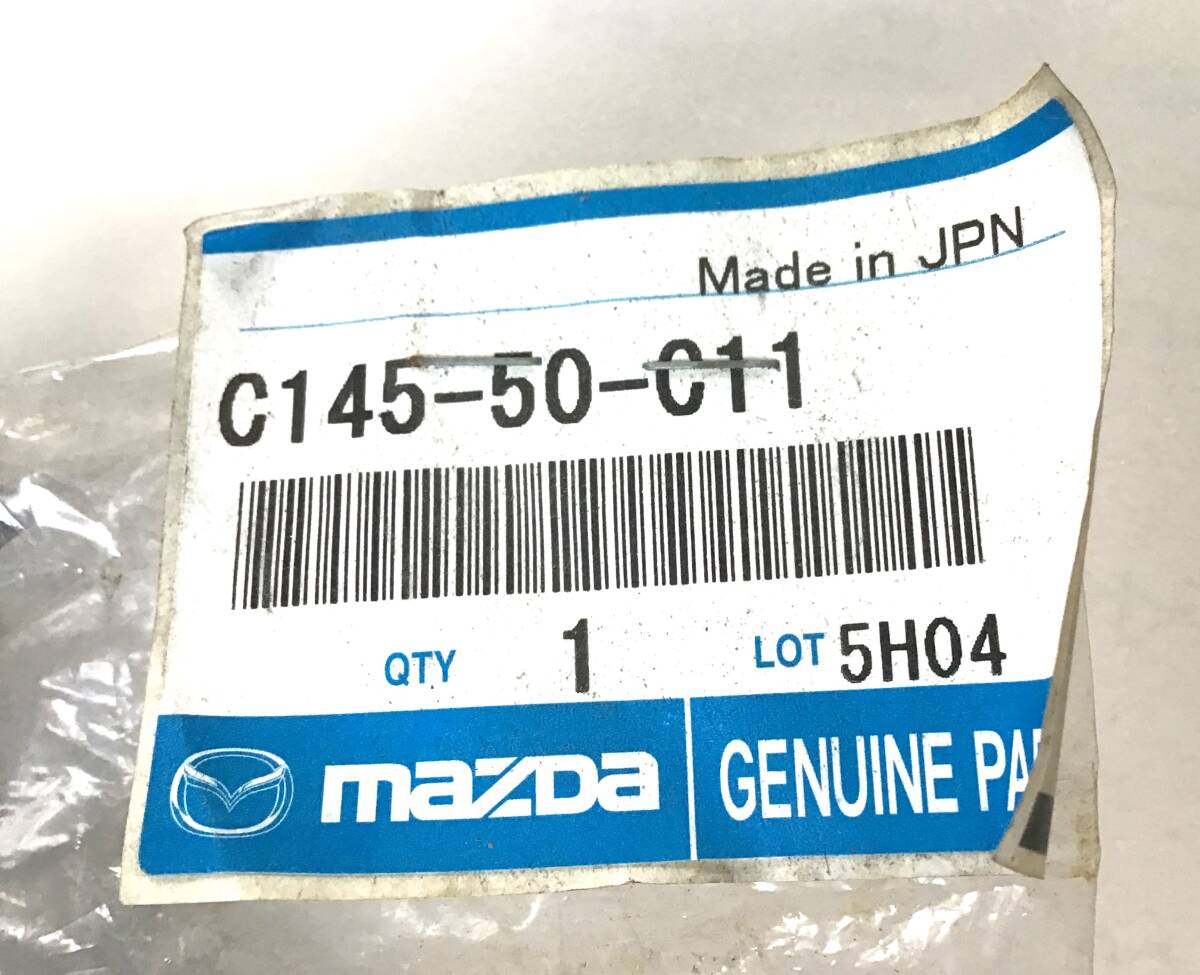 Made in JPN
C145-50-C11
QTY 1 LOT 5H04
mazDa GENUINE PA